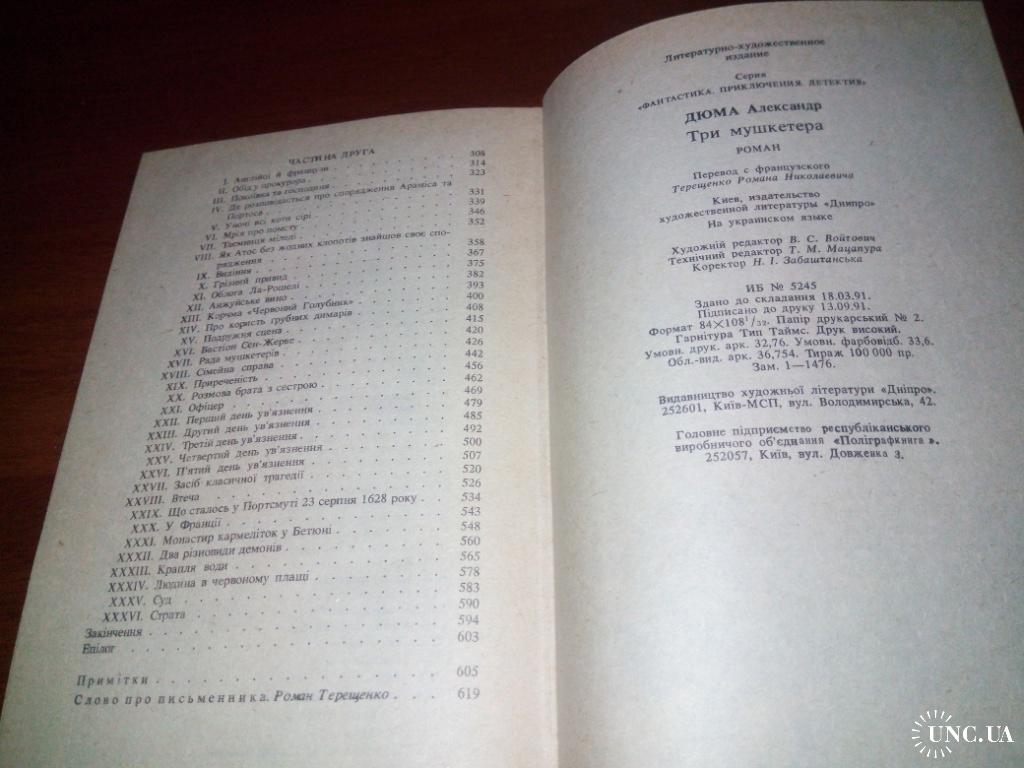 ЧАСТИНА ДРУГА
I. Англійці й французи . . . 308
II. Обід у прокурора . . . 314
III. Покоївка та господиня . . . 323
IV. Де розповідається про спорядження Араміса та
Портоса . . . 331
V. Уночі всі коти сірі . . . 339
VI. Мрія про помсту . . . 346
VII. Таємниця міледі . . . 352
VIII. Як Атос без жодних клопотів знайшов своє спо-
рядження . . . 358
IX. Видіння . . . 367
X. Грізний привид . . . 375
XI. Облога Ла-Рошелі . . . 382
XII. Анжуйське вино . . . 393
XIII. Корчма «Червоний Голубник» . . . 400
XIV. Про користь грубних димарів . . . 408
XV. Подружня сцена . . . 415
XVI. Бастіон Сен-Жерве . . . 420
XVII. Рада мушкетерів . . . 426
XVIII. Сімейна справа . . . 442
XIX. Приреченість . . . 456
XX. Розмова брата з сестрою . . . 462
XXI. Офіцер . . . 469
XXII. Перший день ув'язнення . . . 479
XXIII. Другий день ув'язнення . . . 485
XXIV. Третій день ув'язнення . . . 492
XXV. Четвертий день ув'язнення . . . 500
XXVI. П'ятий день ув'язнення . . . 507
XXVII. Засіб класичної трагедії . . . 520
XXVIII. Втеча . . . 526
XXIX. Що сталось у Портсмуті 23 серпня 1628 року . . . 534
XXX. У Франції . . . 543
XXXI. Монастир кармеліток у Бетюні . . . 548
XXXII. Два різновиди демонів . . . 560
XXXIII. Крапля води . . . 565
XXXIV. Людина в червоному плащі . . . 578
XXXV. Суд . . . 583
XXXVI. Страта . . . 590
Закінчення . . . 594
Епілог . . . 603
Примітки . . . 605
Слово про письменника. Роман Терещенко . . . 619
Литературно-художественное
издание
Серия
«ФАНТАСТИКА. ПРИКЛЮЧЕНИЯ. ДЕТЕКТИВ»
ДЮМА Александр
Три мушкетера
РОМАН
Перевод с французского
Терещенко Романа Николаевича
Киев, издательство
художественной литературы «Днипро»
На украинском языке
Художній редактор В. С. Войтович
Технічний редактор Т. М. Мацапура
Коректор Н. І. Забаштанська
ИБ № 5245
Здано до складання 18.03.91.
Підписано до друку 13.09.91.
Формат 84×108¹/₃₂. Папір друкарський № 2.
Гарнітура Тип Таймс. Друк високий.
Умовн. друк. арк. 32,76. Умовн. фарбовідб. 33,6.
Обл.-вид. арк. 36,754. Тираж 100 000 пр.
Зам. 1—1476.
Видавництво художньої літератури «Дніпро».
252601, Київ-МСП, вул. Володимирська, 42.
Головне підприємство республіканського
виробничого об'єднання «Поліграфкнига».
252057, Київ, вул. Довженка 3.
UNC.UA